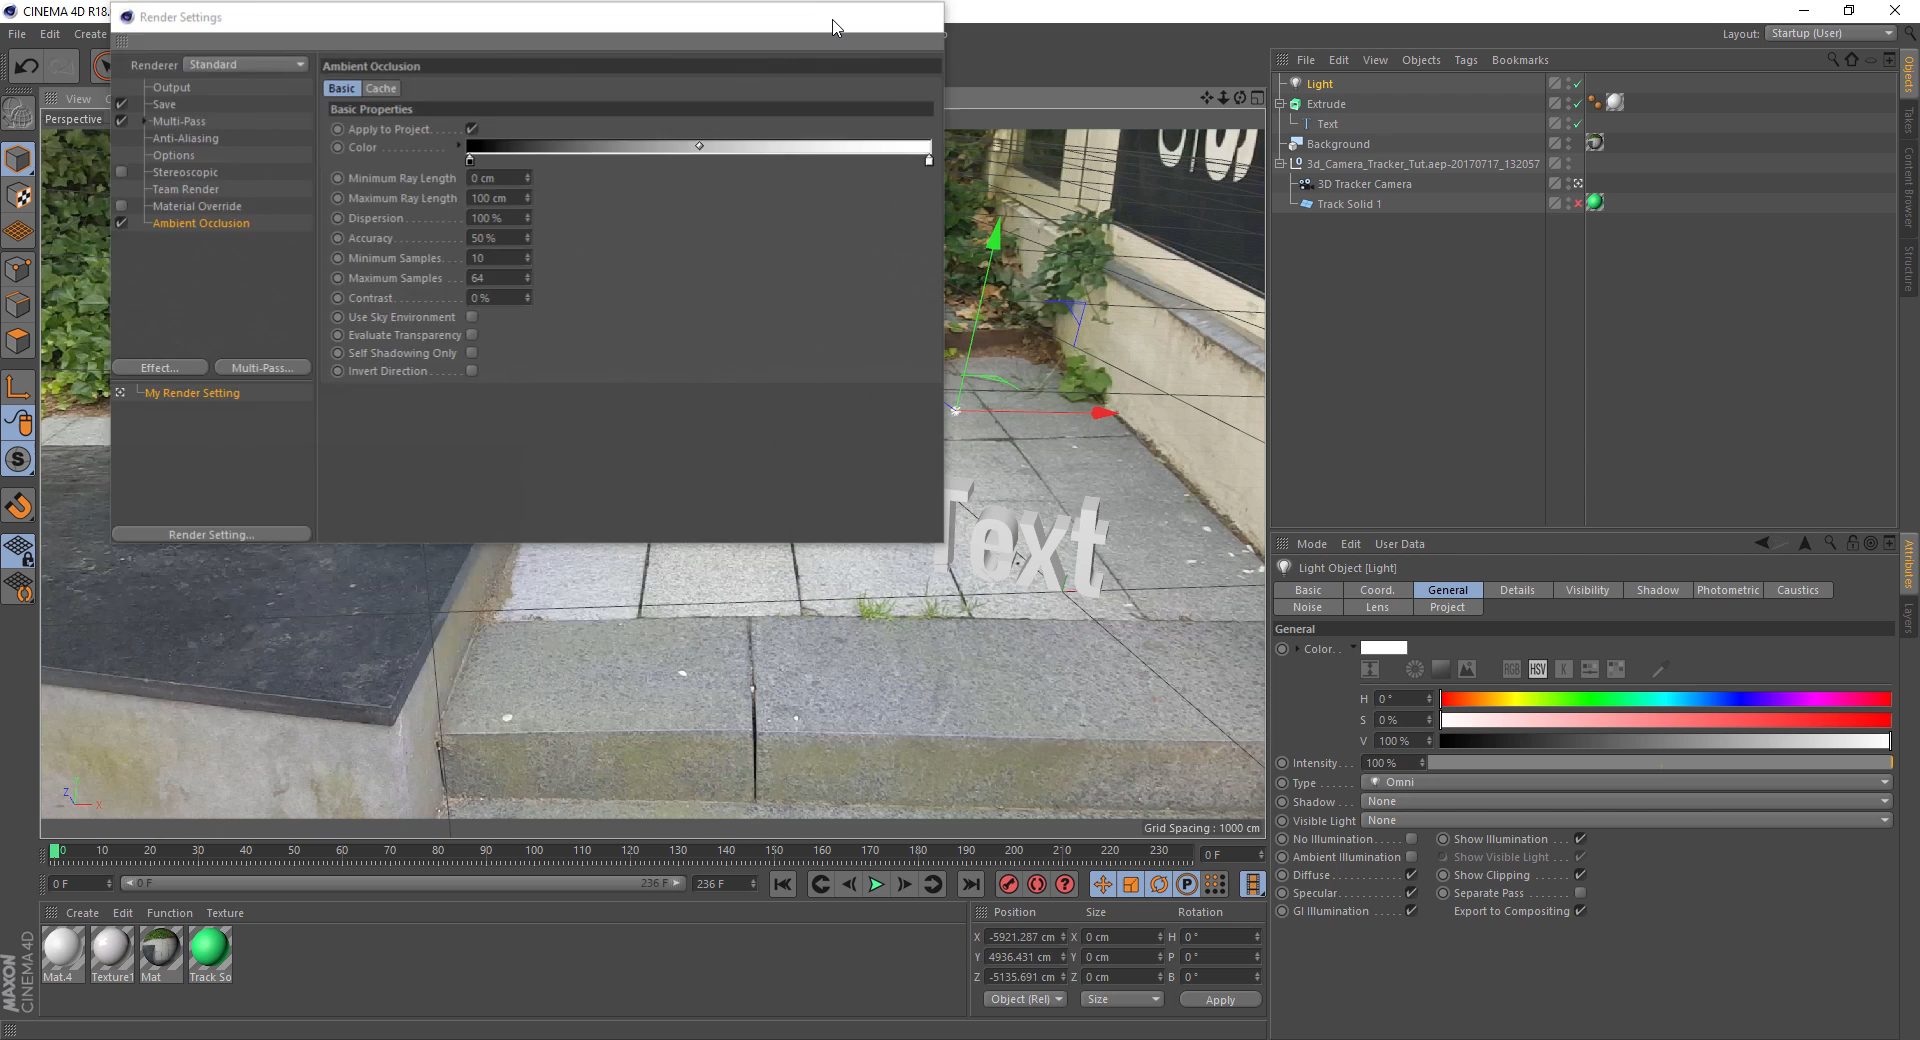 CINEMA 4D R18.
Render Settings
File Edit Create
Layout: Startup (User)
Renderer Standard
Output
Save
Multi-Pass
Anti-Aliasing
Options
Stereoscopic
Team Render
Material Override
Ambient Occlusion
Effect... Multi-Pass...
My Render Setting
Render Setting...
Ambient Occlusion
Basic Cache
Basic Properties
Apply to Project
Color
Minimum Ray Length 0 cm
Maximum Ray Length 100 cm
Dispersion 100 %
Accuracy 50 %
Minimum Samples 10
Maximum Samples 64
Contrast 0 %
Use Sky Environment
Evaluate Transparency
Self Shadowing Only
Invert Direction
View
Perspective
Text
Z X
Grid Spacing : 1000 cm
File Edit View Objects Tags Bookmarks
Light
Extrude
Text
Background
3d_Camera_Tracker_Tut.aep-20170717_132057
3D Tracker Camera
Track Solid 1
Objects
Takes
Content Browser
Structure
Mode Edit User Data
Light Object [Light]
Basic Coord. General Details Visibility Shadow Photometric Caustics
Noise Lens Project
General
Color
RGB HSV K
H 0 °
S 0 %
V 100 %
Intensity 100 %
Type Omni
Shadow None
Visible Light None
No Illumination Show Illumination
Ambient Illumination Show Visible Light
Diffuse Show Clipping
Specular Separate Pass
GI Illumination Export to Compositing
Attributes
Layers
0 10 20 30 40 50 60 70 80 90 100 110 120 130 140 150 160 170 180 190 200 210 220 230 0 F
0 F 0 F 236 F 236 F
Create Edit Function Texture
Mat.4 Texture1 Mat Track So
Position Size Rotation
X -5921.287 cm X 0 cm H 0 °
Y 4936.431 cm Y 0 cm P 0 °
Z -5135.691 cm Z 0 cm B 0 °
Object (Rel) Size Apply
MAXON
CINEMA 4D